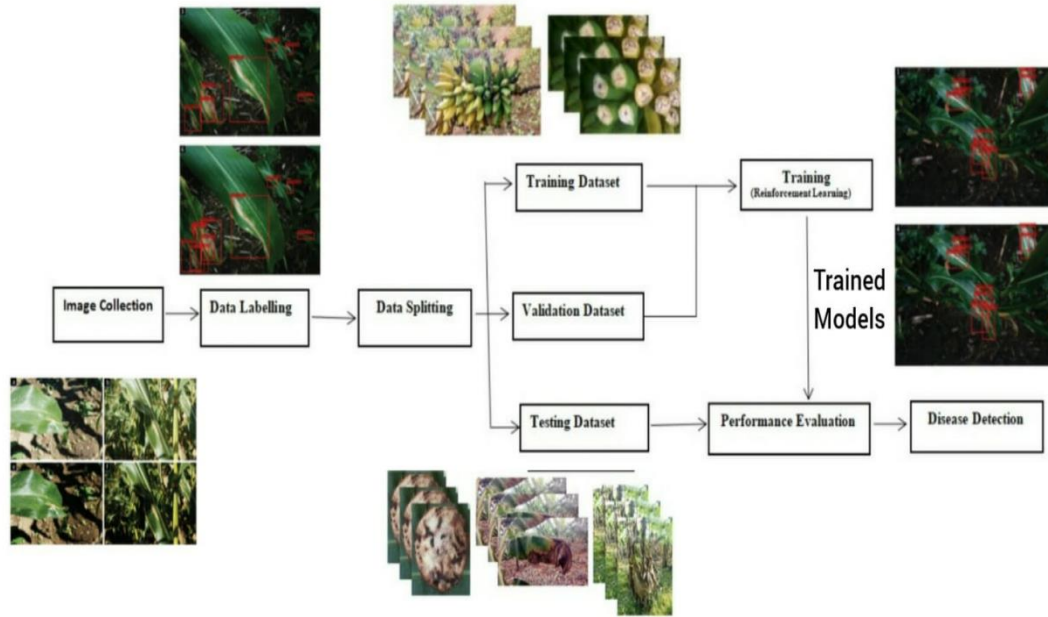 Training Dataset
Training
(Reinforcement Learning)
Image Collection
Data Labelling
Data Splitting
Validation Dataset
Trained
Models
Testing Dataset
Performance Evaluation
Disease Detection